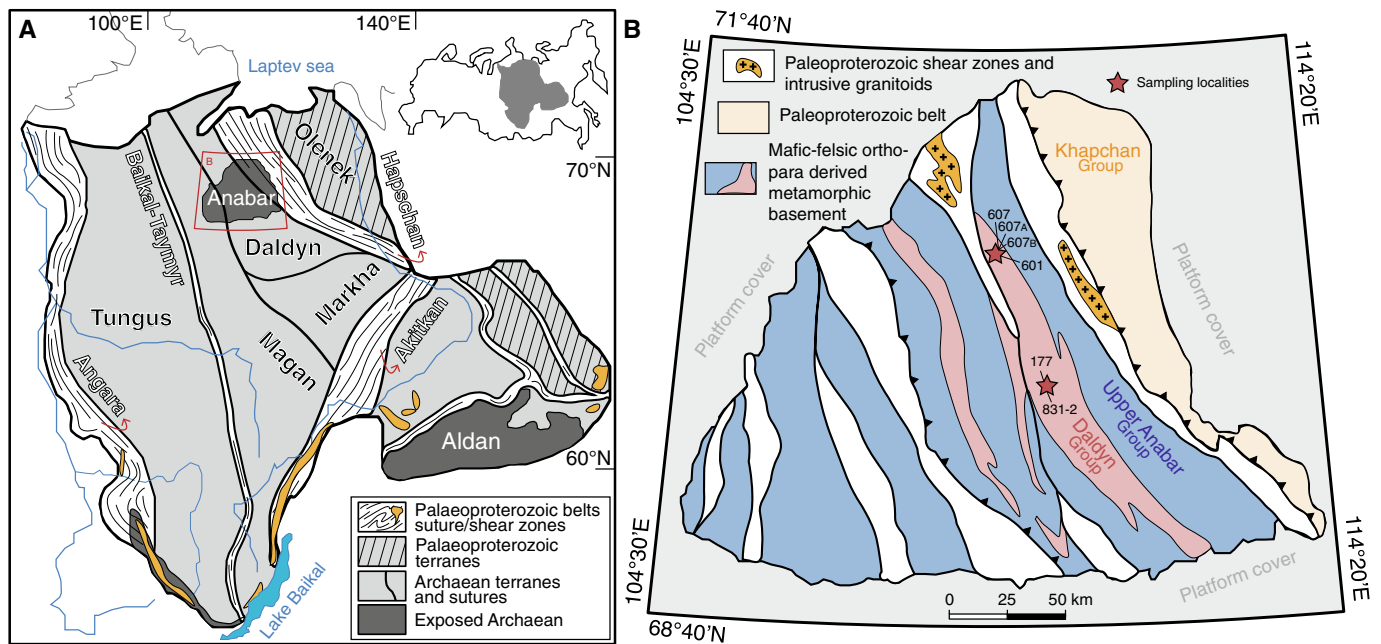 A
100°E
140°E
Laptev sea
70°N
60°N
B
Anabar
Olenek
Hapschan
Baikal-Taymyr
Daldyn
Markha
Tungus
Magan
Akitkan
Angara
Aldan
Lake Baikal
Palaeoproterozoic belts
suture/shear zones
Palaeoproterozoic
terranes
Archaean terranes
and sutures
Exposed Archaean
B
71°40'N
104°30'E
114°20'E
Paleoproterozoic shear zones and
intrusive granitoids
Paleoproterozoic belt
Mafic-felsic ortho-
para derived
metamorphic
basement
Sampling localities
Khapchan
Group
607
607A
607B
601
Platform cover
Platform cover
177
831-2
Upper Anabar
Group
Daldyn
Group
104°30'E
114°20'E
Platform cover
0 25 50 km
68°40'N